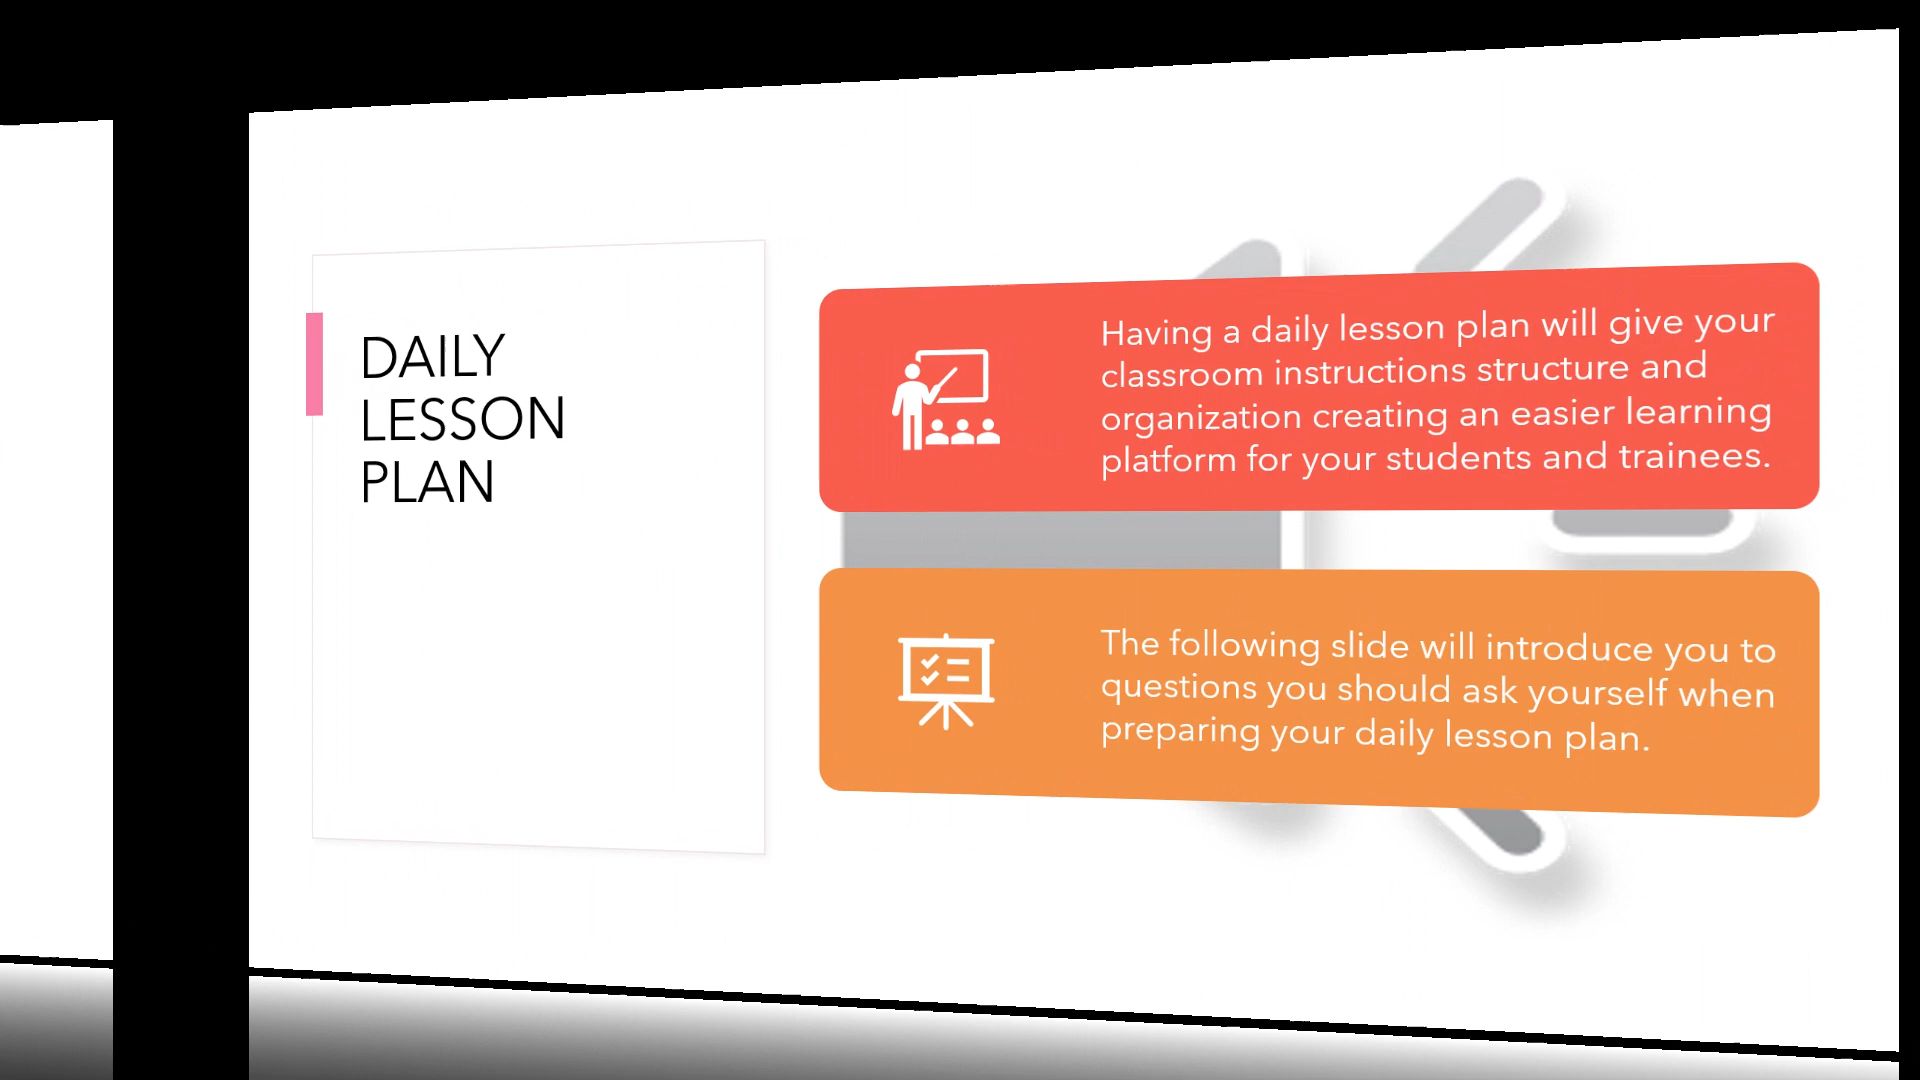 DAILY
LESSON
PLAN
Having a daily lesson plan will give your
classroom instructions structure and
organization creating an easier learning
platform for your students and trainees.
The following slide will introduce you to
questions you should ask yourself when
preparing your daily lesson plan.